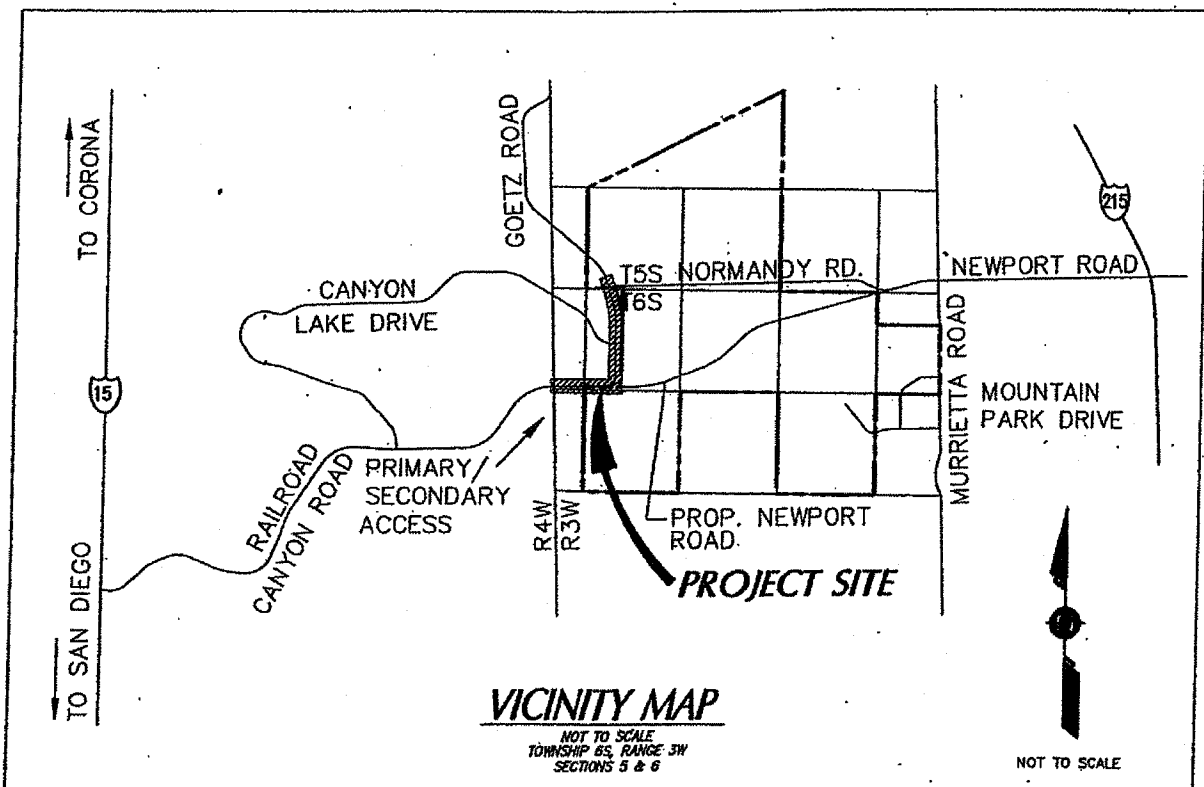 TO CORONA
GOETZ ROAD
215
T5S NORMANDY RD.
NEWPORT ROAD
T6S
CANYON
LAKE DRIVE
15
MURRIETTA ROAD
MOUNTAIN
PARK DRIVE
RAILROAD
CANYON ROAD
PRIMARY
SECONDARY
ACCESS
R4W
R3W
PROP. NEWPORT
ROAD.
PROJECT SITE
TO SAN DIEGO
VICINITY MAP
NOT TO SCALE
TOWNSHIP 6S, RANGE 3W
SECTIONS 5 & 6
NOT TO SCALE